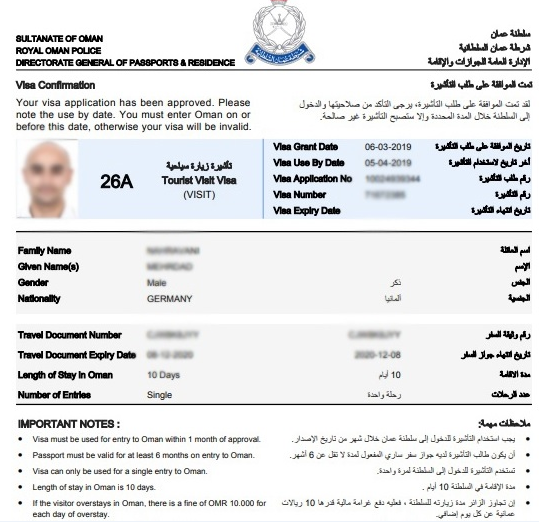 SULTANATE OF OMAN
ROYAL OMAN POLICE
DIRECTORATE GENERAL OF PASSPORTS & RESIDENCE
سلطنة عمان
شرطة عمان السلطانية
الإدارة العامة للجوازات والإقامة
Visa Confirmation
تمت الموافقة على طلب التأشيرة
Your visa application has been approved. Please
note the use by date. You must enter Oman on or
before this date, otherwise your visa will be invalid.
لقد تمت الموافقة على طلب التأشيرة، يرجى التأكد من صلاحيتها والدخول
إلى السلطنة خلال المدة المحددة وإلا ستصبح التأشيرة غير صالحة.
26A
تأشيرة زيارة سياحية
Tourist Visit Visa
(VISIT)
Visa Grant Date 06-03-2019 تاريخ الموافقة على طلب التأشيرة
Visa Use By Date 05-04-2019 آخر تاريخ لاستخدام التأشيرة
Visa Application No رقم طلب التأشيرة
Visa Number رقم التأشيرة
Visa Expiry Date تاريخ انتهاء التأشيرة
Family Name اسم العائلة
Given Name(s) الإسم
Gender Male ذكر الجنس
Nationality GERMANY المانيا الجنسية
Travel Document Number رقم وثيقة السفر
Travel Document Expiry Date 08-12-2020 2020-12-08 تاريخ انتهاء جواز السفر
Length of Stay in Oman 10 Days 10 أيام مدة الاقامة
Number of Entries Single رحلة واحدة عدد الرحلات
IMPORTANT NOTES :
• Visa must be used for entry to Oman within 1 month of approval.
• Passport must be valid for at least 6 months on entry to Oman.
• Visa can only be used for a single entry to Oman.
• Length of stay in Oman is 10 days.
• If the visitor overstays in Oman, there is a fine of OMR 10.000 for
each day of overstay.
ملاحظات مهمة:
• يجب استخدام التأشيرة للدخول إلى سلطنة عمان خلال شهر من تاريخ الإصدار.
• أن يكون طالب التأشيرة لديه جواز سفر ساري المفعول لمدة لا تقل عن 6 أشهر.
• تستخدم التأشيرة للدخول إلى السلطنة لمرة واحدة.
• مدة الإقامة في السلطنة 10 أيام .
• إن تجاوز الزائر مدة زيارته للسلطنة ، فعليه دفع غرامة مالية قدرها 10 ريالات
عمانية عن كل يوم إضافي.